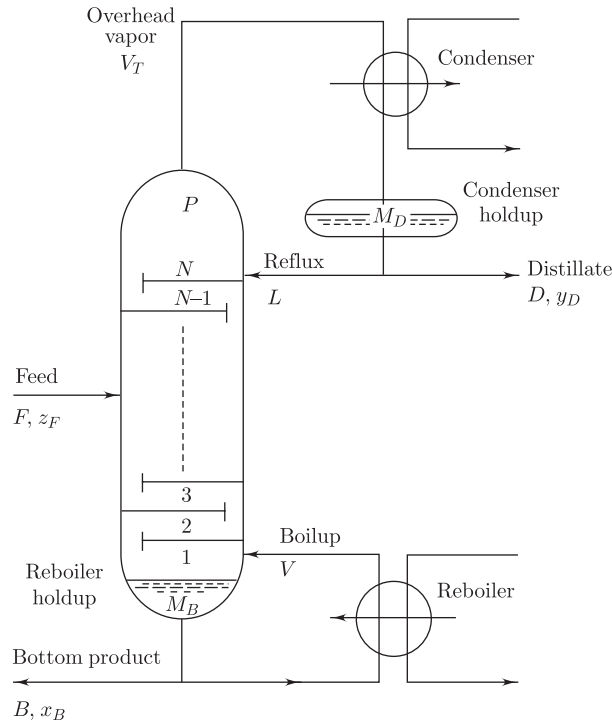 Overhead
vapor
V_T
Condenser
P
Condenser
holdup
M_D
N
Reflux
Distillate
N–1
L
D, y_D
Feed
F, z_F
3
2
Boilup
1
V
Reboiler
holdup
Reboiler
M_B
Bottom product
B, x_B